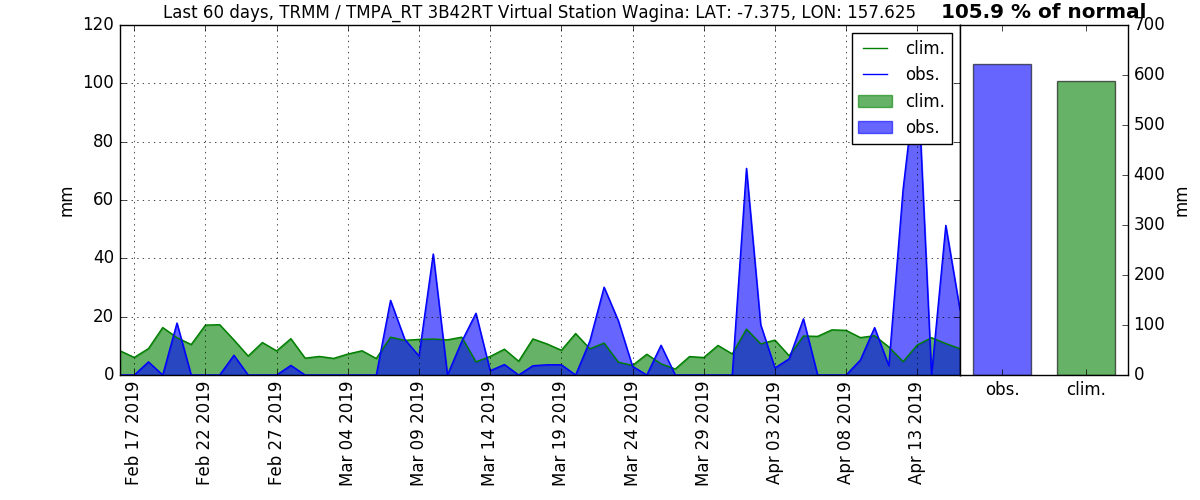 Last 60 days, TRMM / TMPA_RT 3B42RT Virtual Station Wagina: LAT: -7.375, LON: 157.625
105.9 % of normal
120
100
80
60
40
20
0
mm
clim.
obs.
clim.
obs.
700
600
500
400
300
200
100
0
mm
obs.
clim.
Feb 17 2019
Feb 22 2019
Feb 27 2019
Mar 04 2019
Mar 09 2019
Mar 14 2019
Mar 19 2019
Mar 24 2019
Mar 29 2019
Apr 03 2019
Apr 08 2019
Apr 13 2019